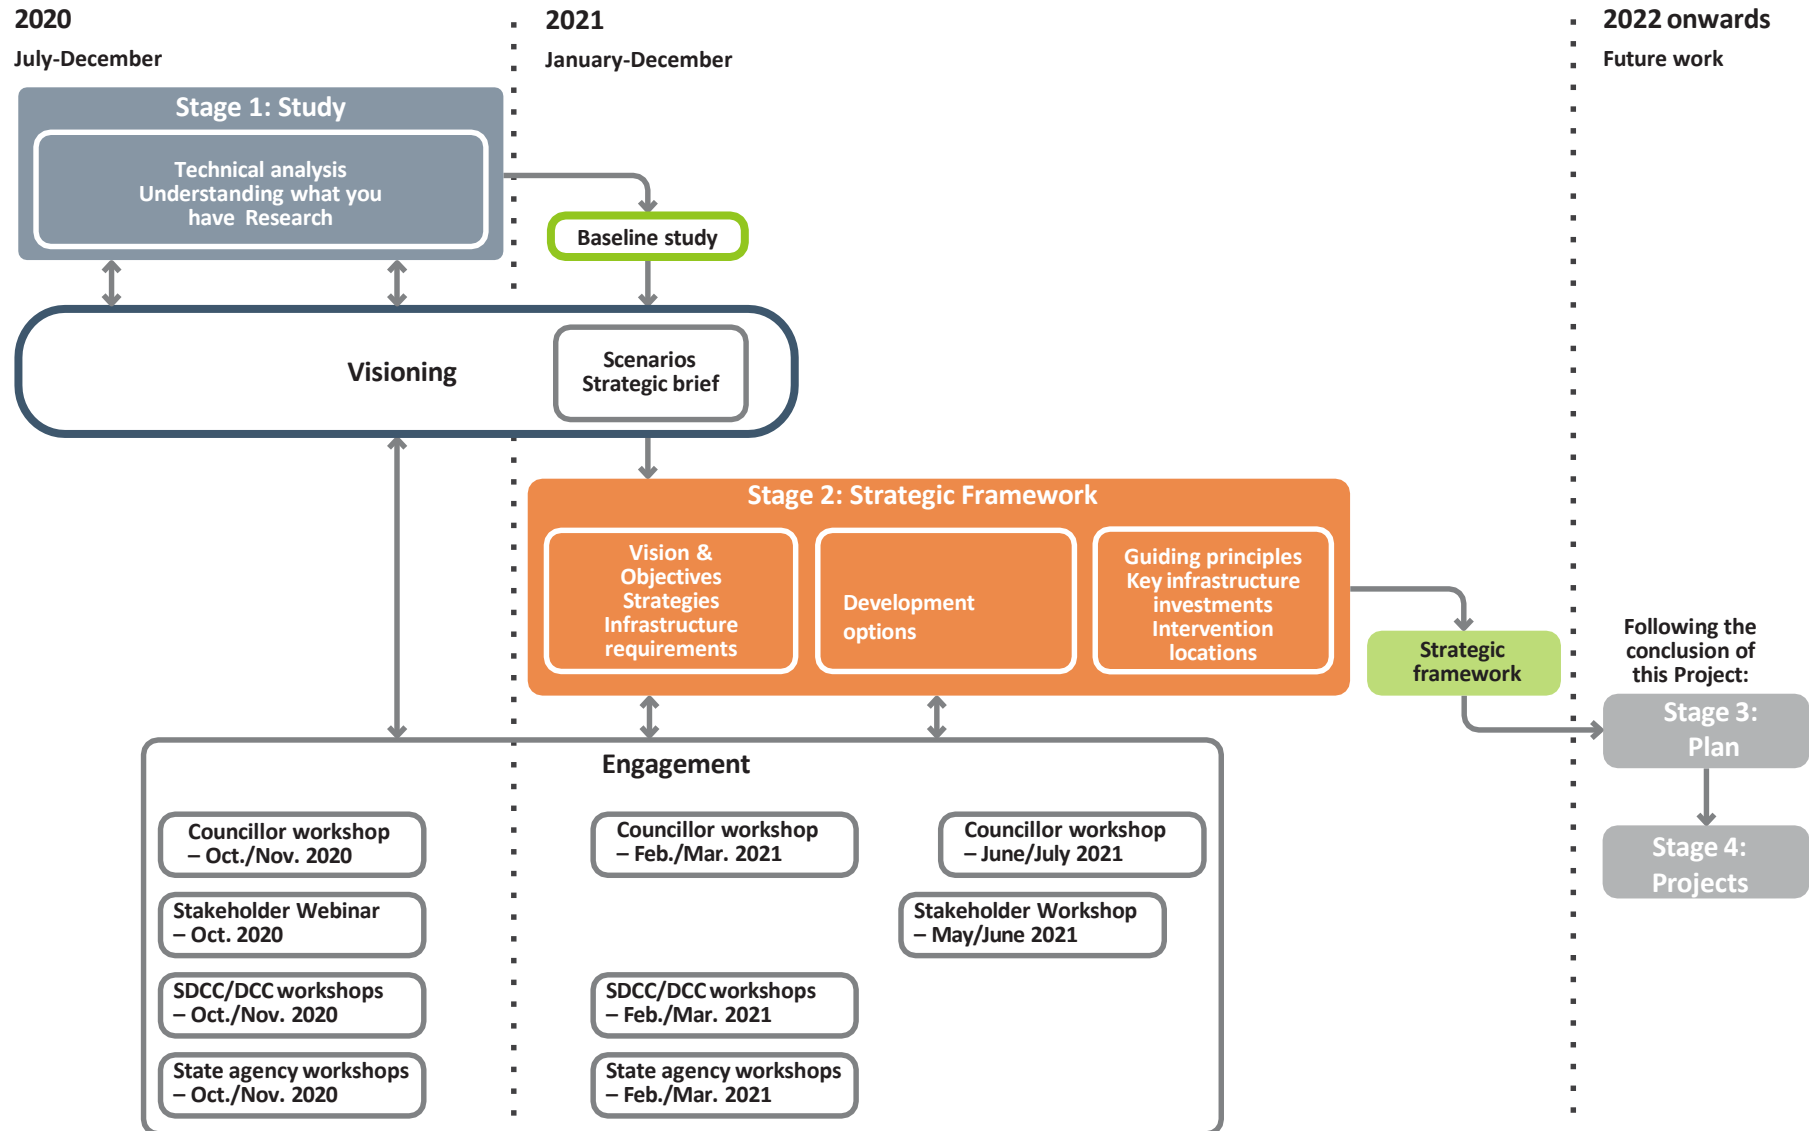 2020
July-December
2021
January-December
2022 onwards
Future work
Stage 1: Study
Technical analysis
Understanding what you
have Research
Baseline study
Visioning
Scenarios
Strategic brief
Stage 2: Strategic Framework
Vision &
Objectives
Strategies
Infrastructure
requirements
Development
options
Guiding principles
Key infrastructure
investments
Intervention
locations
Strategic
framework
Following the
conclusion of
this Project:
Stage 3:
Plan
Stage 4:
Projects
Engagement
Councillor workshop
– Oct./Nov. 2020
Councillor workshop
– Feb./Mar. 2021
Councillor workshop
– June/July 2021
Stakeholder Webinar
– Oct. 2020
Stakeholder Workshop
– May/June 2021
SDCC/DCC workshops
– Oct./Nov. 2020
SDCC/DCC workshops
– Feb./Mar. 2021
State agency workshops
– Oct./Nov. 2020
State agency workshops
– Feb./Mar. 2021